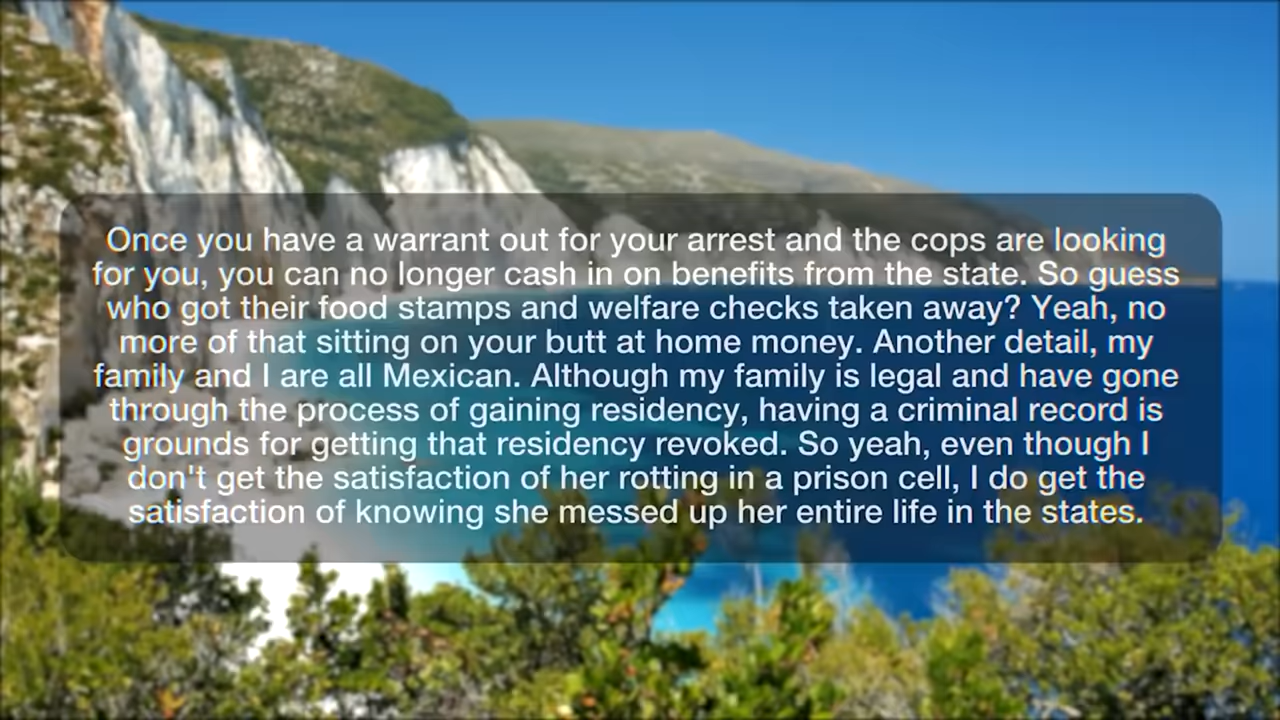 Once you have a warrant out for your arrest and the cops are looking
for you, you can no longer cash in on benefits from the state. So guess
who got their food stamps and welfare checks taken away? Yeah, no
more of that sitting on your butt at home money. Another detail, my
family and I are all Mexican. Although my family is legal and have gone
through the process of gaining residency, having a criminal record is
grounds for getting that residency revoked. So yeah, even though I
don't get the satisfaction of her rotting in a prison cell, I do get the
satisfaction of knowing she messed up her entire life in the states.